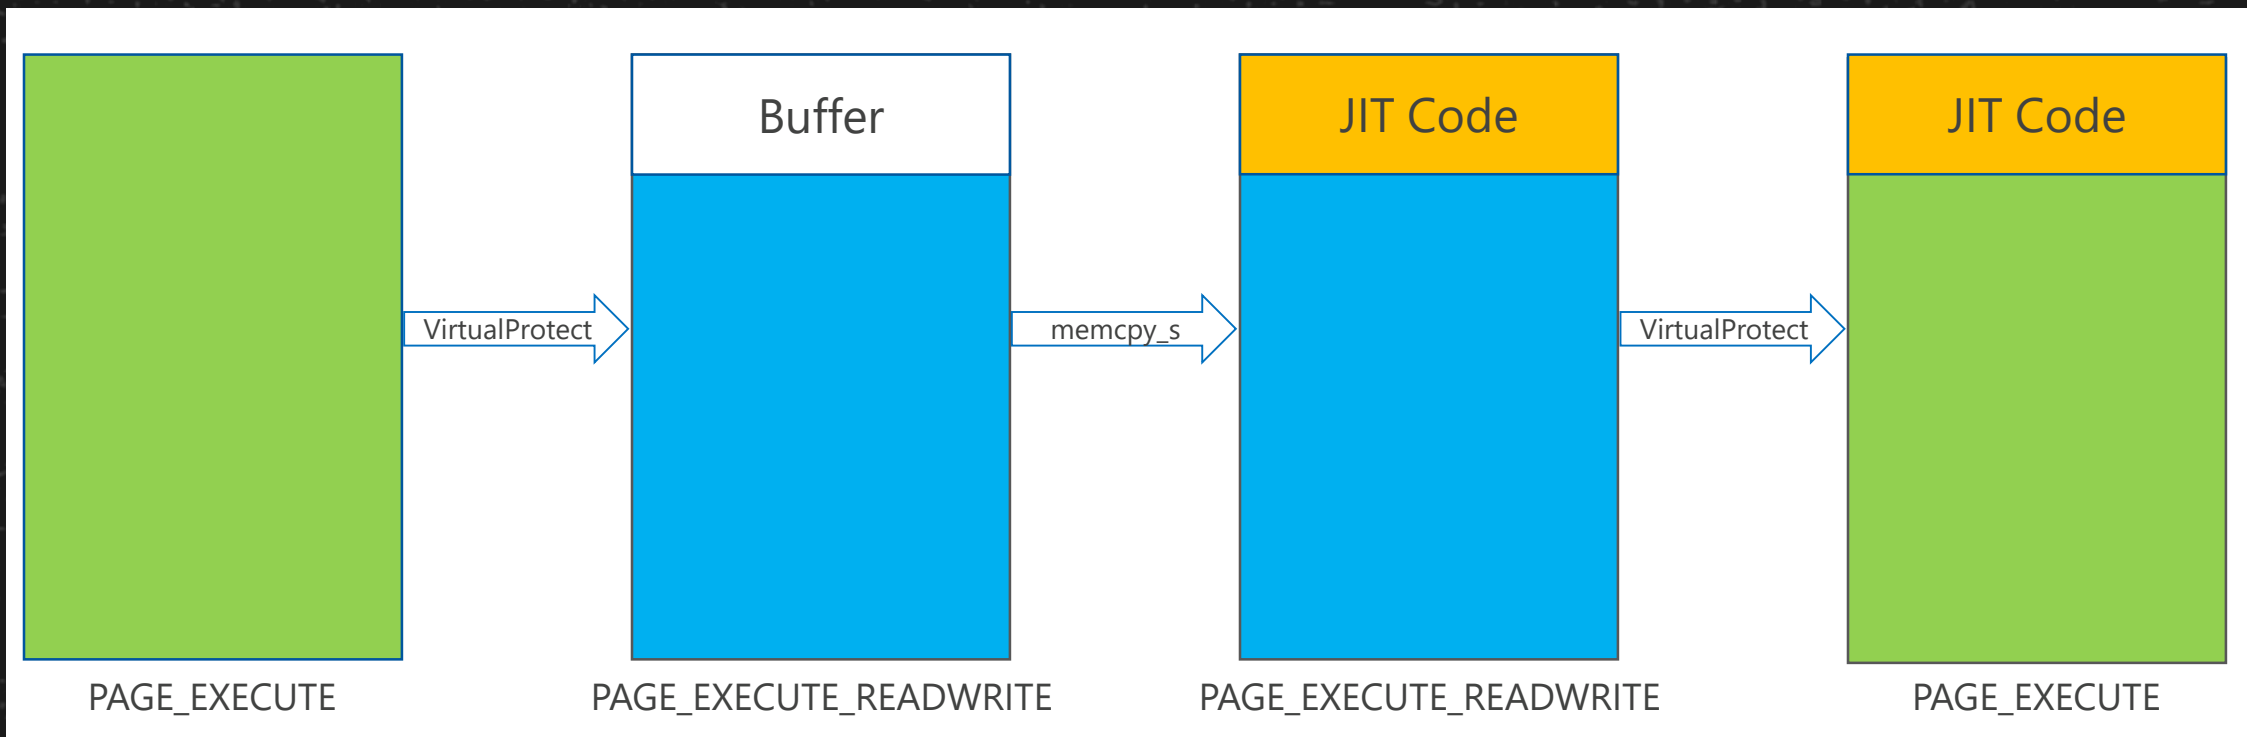 Buffer
JIT Code
JIT Code
VirtualProtect
memcpy_s
VirtualProtect
PAGE_EXECUTE
PAGE_EXECUTE_READWRITE
PAGE_EXECUTE_READWRITE
PAGE_EXECUTE